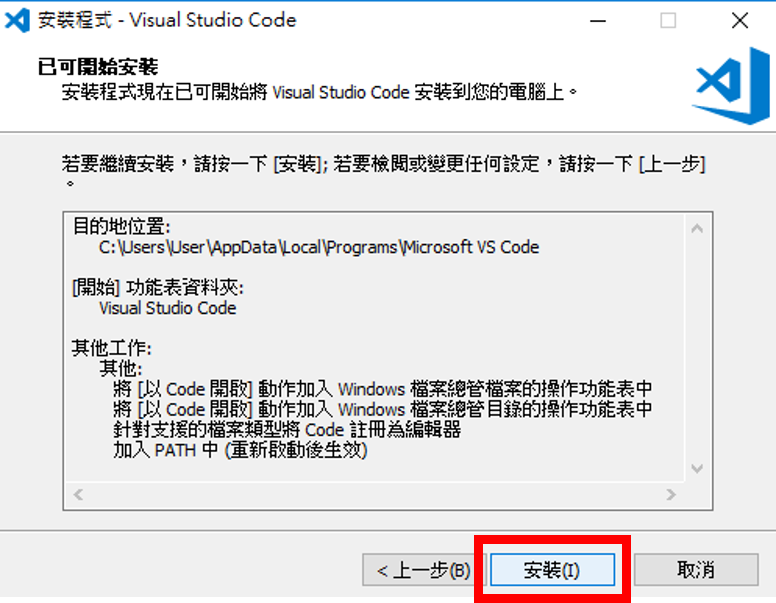 安裝程式 - Visual Studio Code
已可開始安裝
安裝程式現在已可開始將 Visual Studio Code 安裝到您的電腦上。
若要繼續安裝，請按一下 [安裝]; 若要檢閱或變更任何設定，請按一下 [上一步]
。
目的地位置:
C:\Users\User\AppData\Local\Programs\Microsoft VS Code
[開始] 功能表資料夾:
Visual Studio Code
其他工作:
其他:
將 [以 Code 開啟] 動作加入 Windows 檔案總管檔案的操作功能表中
將 [以 Code 開啟] 動作加入 Windows 檔案總管目錄的操作功能表中
針對支援的檔案類型將 Code 註冊為編輯器
加入 PATH 中 (重新啟動後生效)
< 上一步(B)
安裝(I)
取消